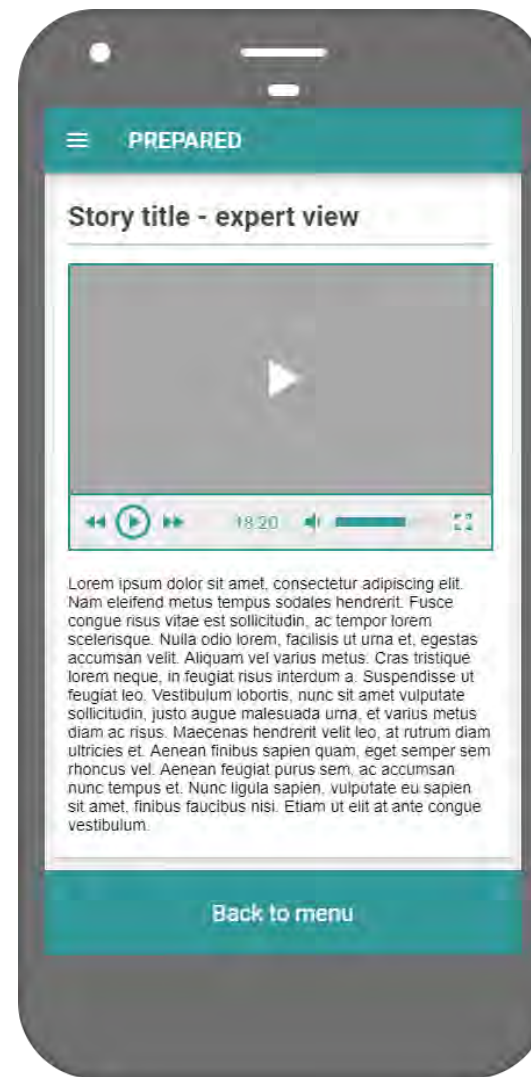 PREPARED
Story title - expert view
18:20
Lorem ipsum dolor sit amet, consectetur adipiscing elit.
Nam eleifend metus tempus sodales hendrerit. Fusce
congue risus vitae est sollicitudin, ac tempor lorem
scelerisque. Nulla odio lorem, facilisis ut urna et, egestas
accumsan velit. Aliquam vel varius metus. Cras tristique
lorem neque, in feugiat risus interdum a. Suspendisse ut
feugiat leo. Vestibulum lobortis, nunc sit amet vulputate
sollicitudin, justo augue malesuada urna, et varius metus
diam ac risus. Maecenas hendrerit velit leo, at rutrum diam
ultricies et. Aenean finibus sapien quam, eget semper sem
rhoncus vel. Aenean feugiat purus sem, ac accumsan
nunc tempus et. Nunc ligula sapien, vulputate eu sapien
sit amet, finibus faucibus nisi. Etiam ut elit at ante congue
vestibulum.
Back to menu